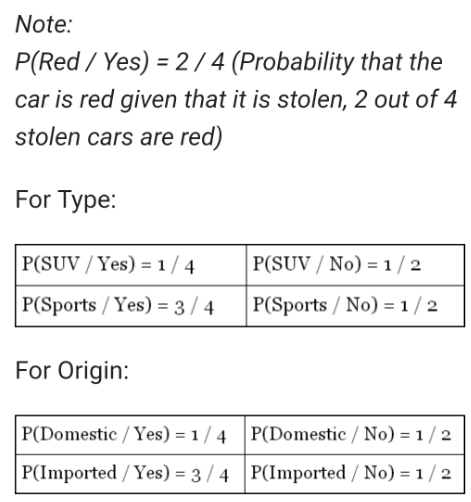 Note:
P(Red / Yes) = 2 / 4 (Probability that the
car is red given that it is stolen, 2 out of 4
stolen cars are red)
For Type:
P(SUV / Yes) = 1 / 4 P(SUV / No) = 1 / 2
P(Sports / Yes) = 3 / 4 P(Sports / No) = 1 / 2
For Origin:
P(Domestic / Yes) = 1 / 4 P(Domestic / No) = 1 / 2
P(Imported / Yes) = 3 / 4 P(Imported / No) = 1 / 2